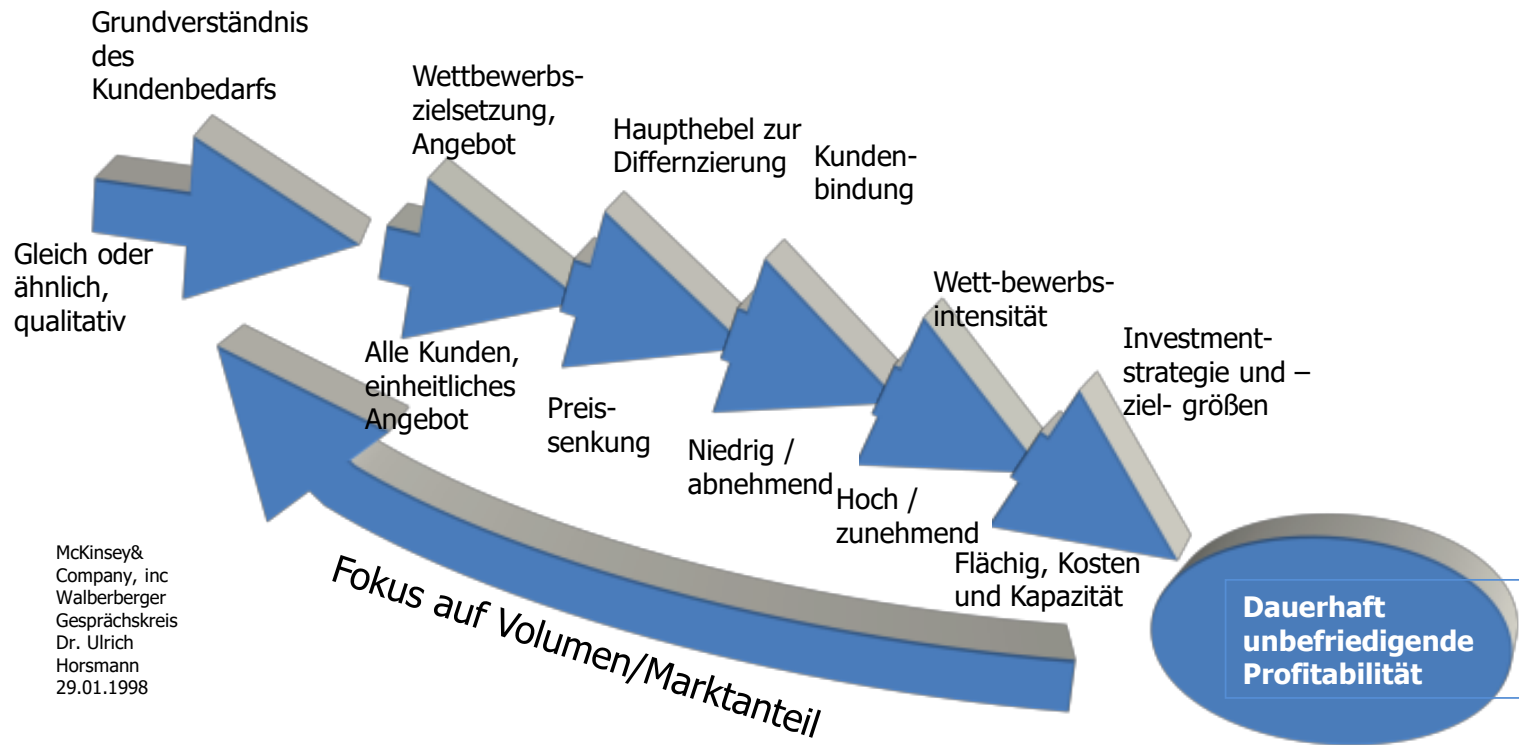 Grundverständnis
des
Kundenbedarfs
Wettbewerbs-
zielsetzung,
Angebot
Haupthebel zur
Differnzierung
Kunden-
bindung
Gleich oder
ähnlich,
qualitativ
Wett-bewerbs-
intensität
Investment-
strategie und –
ziel- größen
Alle Kunden,
einheitliches
Angebot
Preis-
senkung
Niedrig /
abnehmend
Hoch /
zunehmend
Flächig, Kosten
und Kapazität
Fokus auf Volumen/Marktanteil
Dauerhaft
unbefriedigende
Profitabilität
McKinsey&
Company, inc
Walberberger
Gesprächskreis
Dr. Ulrich
Horsmann
29.01.1998